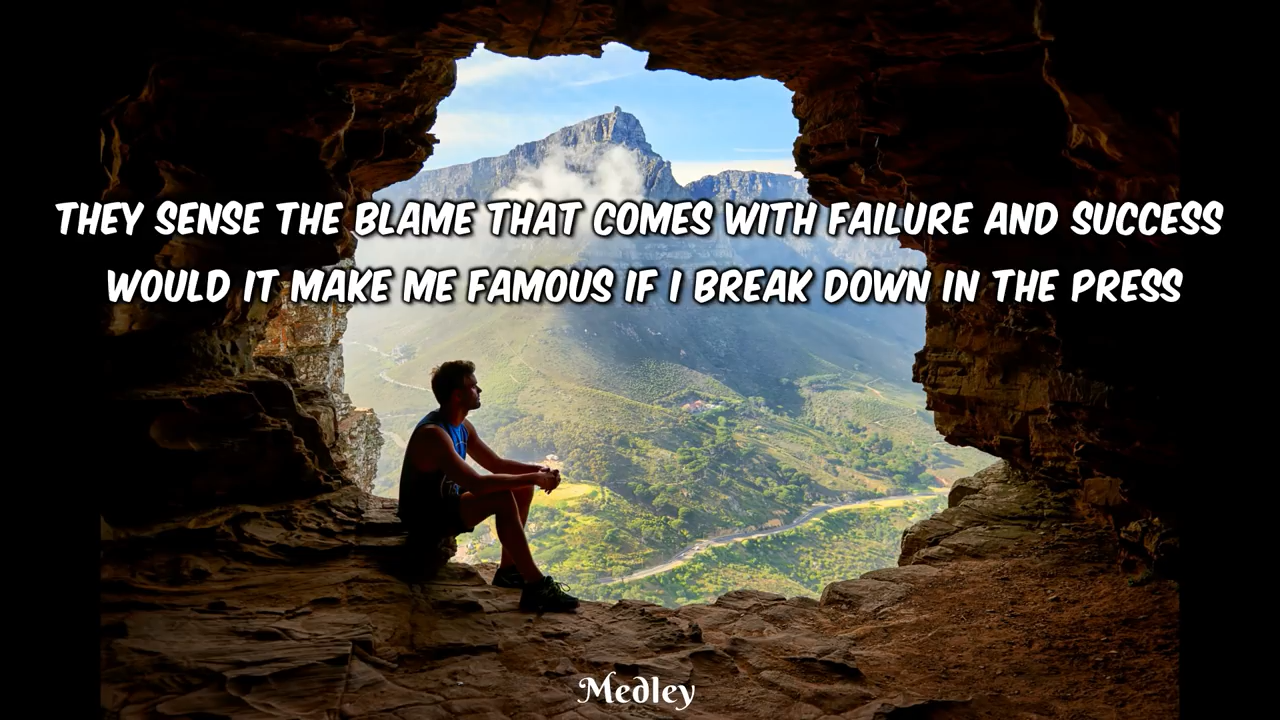 THEY SENSE THE BLAME THAT COMES WITH FAILURE AND SUCCESS
WOULD IT MAKE ME FAMOUS IF I BREAK DOWN IN THE PRESS
Medley